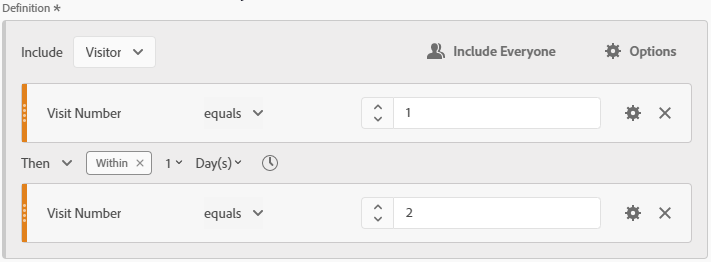 Definition *
Include Visitor Include Everyone Options
Visit Number equals 1
Then Within × 1 Day(s)
Visit Number equals 2